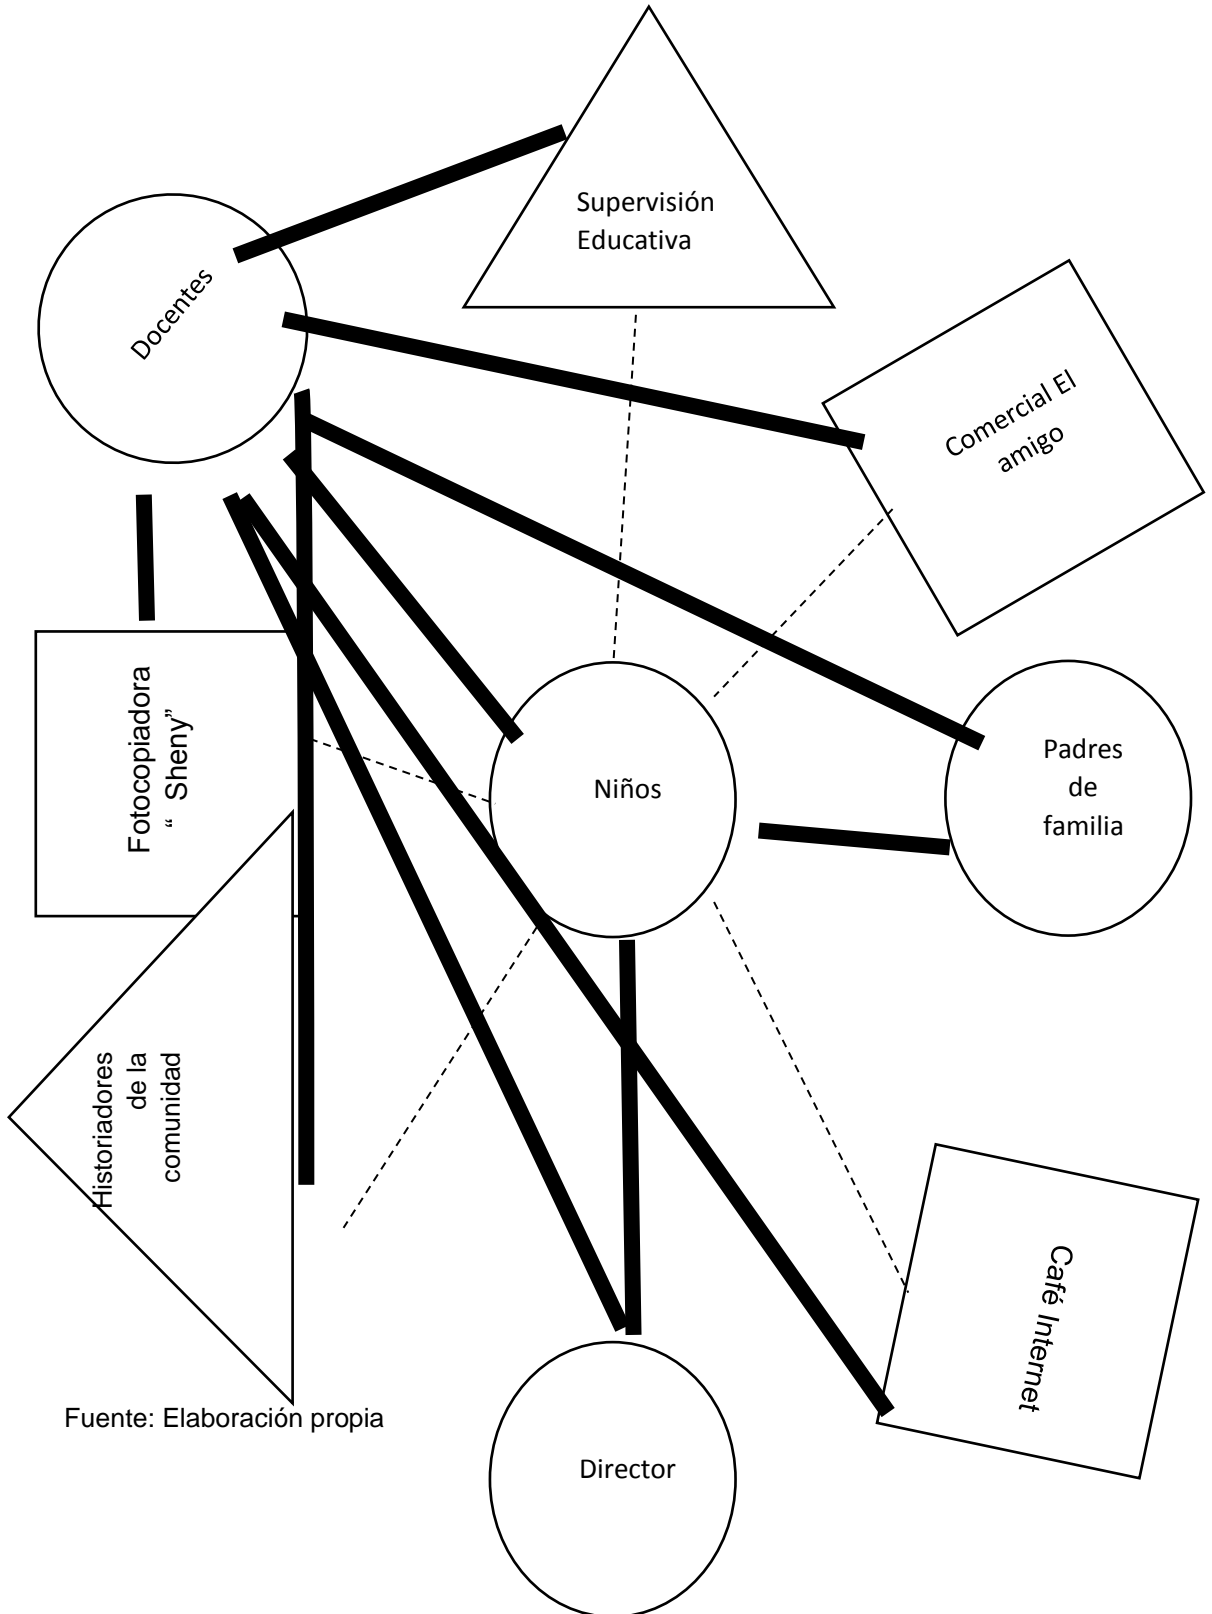 Supervisión
Educativa
Docentes
Comercial El
amigo
Fotocopiadora
“ Sheny”
Niños
Padres
de
familia
Historiadores
de la
comunidad
Café Internet
Fuente: Elaboración propia
Director